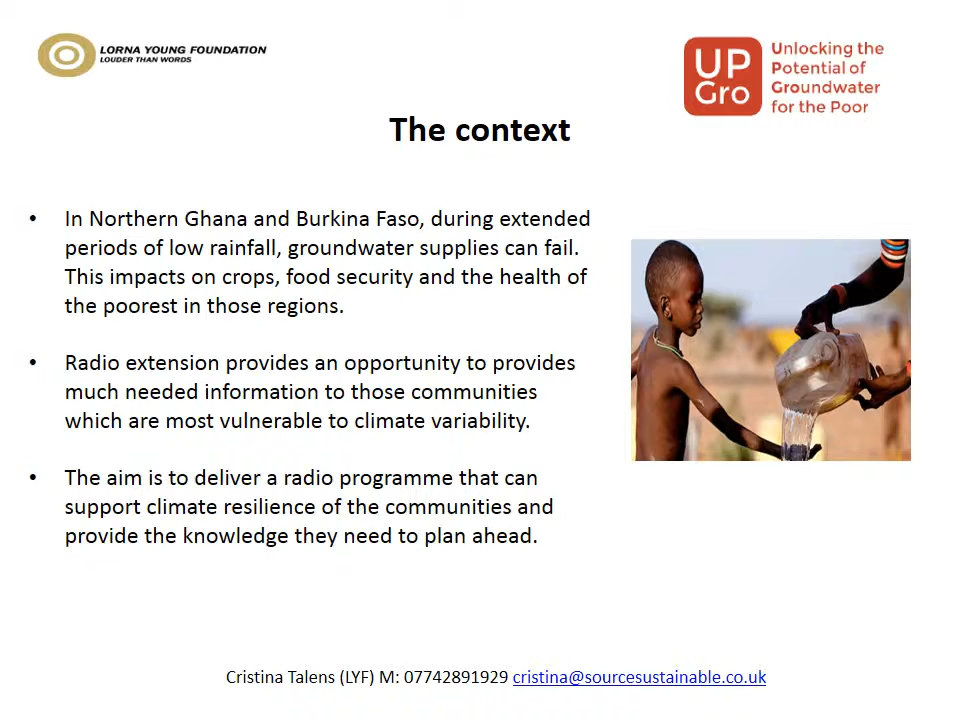 LORNA YOUNG FOUNDATION
LOUDER THAN WORDS
UP
Gro
Unlocking the
Potential of
Groundwater
for the Poor
The context
• In Northern Ghana and Burkina Faso, during extended
periods of low rainfall, groundwater supplies can fail.
This impacts on crops, food security and the health of
the poorest in those regions.
• Radio extension provides an opportunity to provides
much needed information to those communities
which are most vulnerable to climate variability.
• The aim is to deliver a radio programme that can
support climate resilience of the communities and
provide the knowledge they need to plan ahead.
Cristina Talens (LYF) M: 07742891929 cristina@sourcesustainable.co.uk